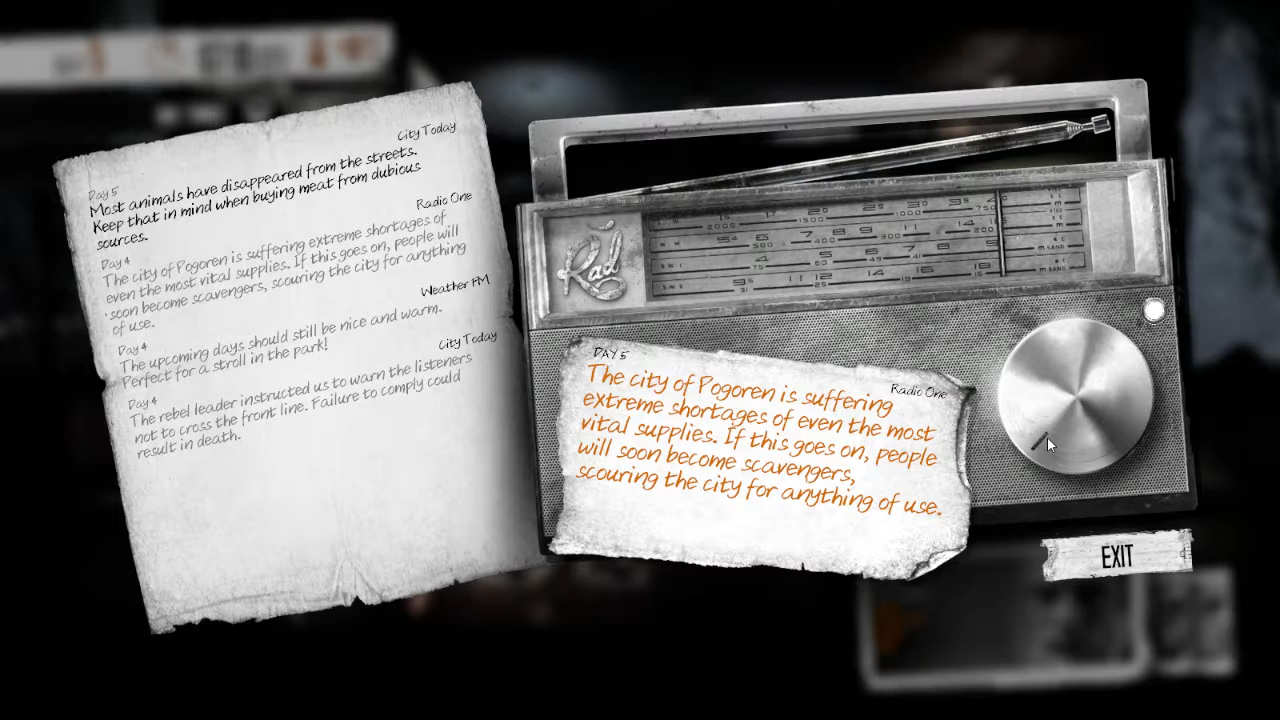 City Today
Day 5
Most animals have disappeared from the streets.
Keep that in mind when buying meat from dubious
sources.
Radio One
Day 4
The city of Pogoren is suffering extreme shortages of
even the most vital supplies. If this goes on, people will
soon become scavengers, scouring the city for anything
of use.
Weather FM
Day 4
The upcoming days should still be nice and warm.
Perfect for a stroll in the park!
City Today
Day 4
The rebel leader instructed us to warn the listeners
not to cross the front line. Failure to comply could
result in death.
Rad
DAY 5
Radio One
The city of Pogoren is suffering
extreme shortages of even the most
vital supplies. If this goes on, people
will soon become scavengers,
scouring the city for anything of use.
EXIT